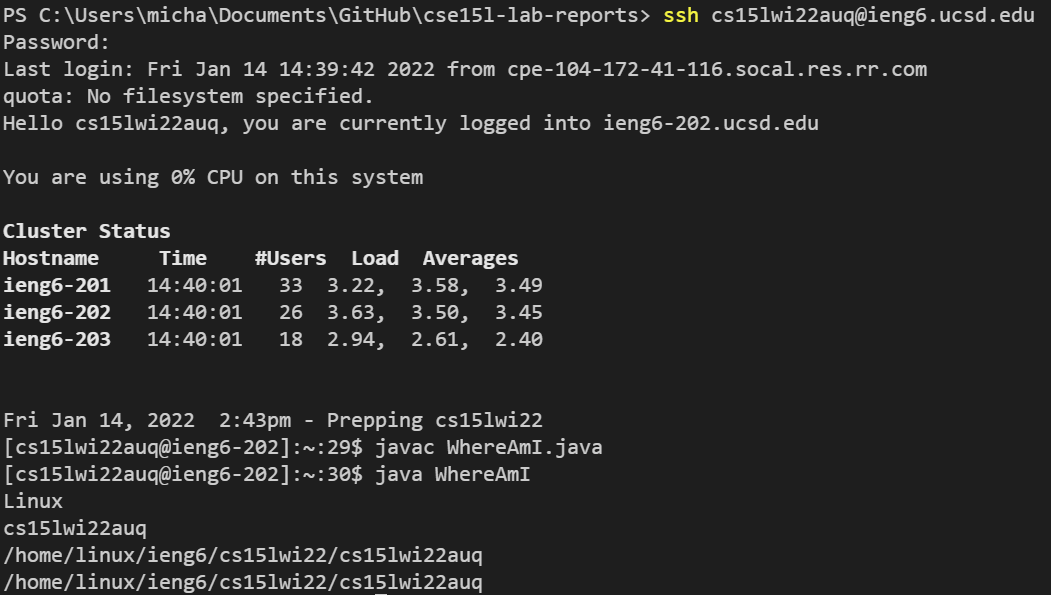 PS C:\Users\micha\Documents\GitHub\cse15l-lab-reports> ssh cs15lwi22auq@ieng6.ucsd.edu
Password:
Last login: Fri Jan 14 14:39:42 2022 from cpe-104-172-41-116.socal.res.rr.com
quota: No filesystem specified.
Hello cs15lwi22auq, you are currently logged into ieng6-202.ucsd.edu
You are using 0% CPU on this system
Cluster Status
Hostname     Time    #Users  Load  Averages
ieng6-201   14:40:01   33  3.22,  3.58,  3.49
ieng6-202   14:40:01   26  3.63,  3.50,  3.45
ieng6-203   14:40:01   18  2.94,  2.61,  2.40
Fri Jan 14, 2022  2:43pm - Prepping cs15lwi22
[cs15lwi22auq@ieng6-202]:~:29$ javac WhereAmI.java
[cs15lwi22auq@ieng6-202]:~:30$ java WhereAmI
Linux
cs15lwi22auq
/home/linux/ieng6/cs15lwi22/cs15lwi22auq
/home/linux/ieng6/cs15lwi22/cs15lwi22auq